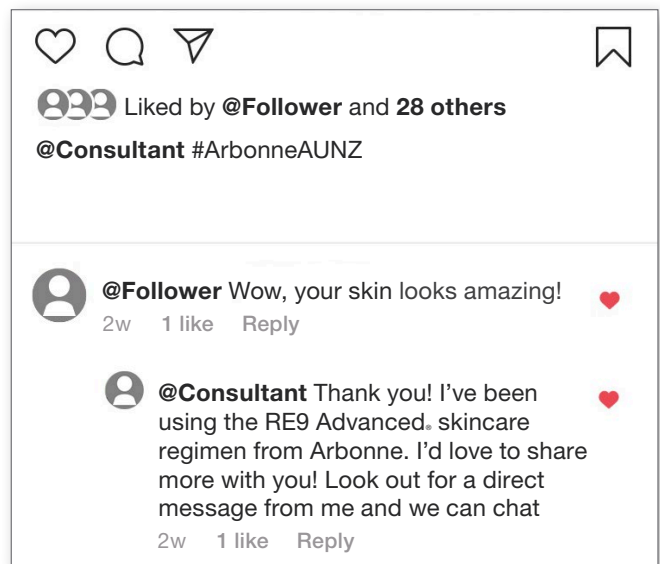 Liked by @Follower and 28 others
@Consultant #ArbonneAUNZ
@Follower Wow, your skin looks amazing!
2w 1 like Reply
@Consultant Thank you! I’ve been
using the RE9 Advanced® skincare
regimen from Arbonne. I’d love to share
more with you! Look out for a direct
message from me and we can chat
2w 1 like Reply